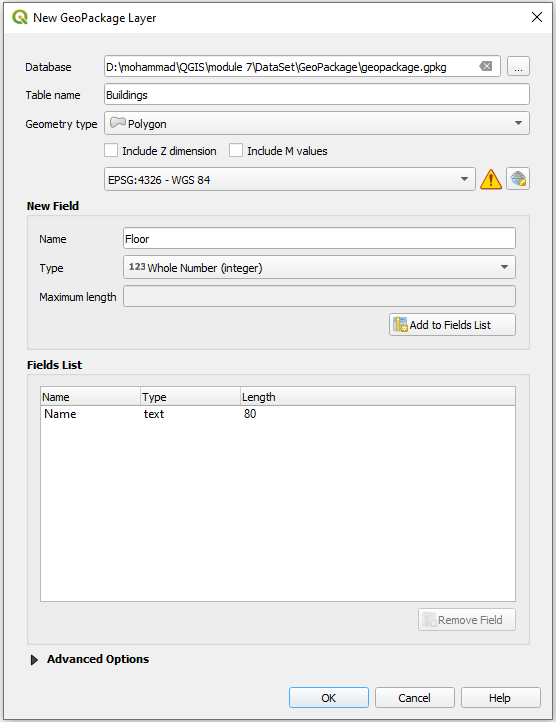 New GeoPackage Layer
Database D:\mohammad\QGIS\module 7\DataSet\GeoPackage\geopackage.gpkg ...
Table name Buildings
Geometry type Polygon
Include Z dimension Include M values
EPSG:4326 - WGS 84
New Field
Name Floor
Type 123 Whole Number (integer)
Maximum length
Add to Fields List
Fields List
Name Type Length
Name text 80
Remove Field
Advanced Options
OK Cancel Help